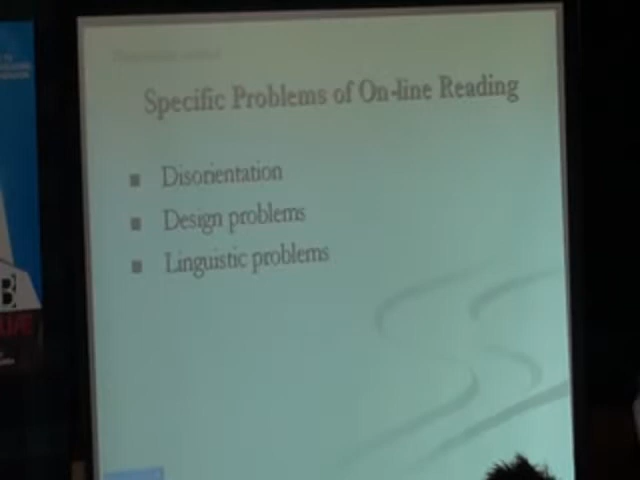 Specific Problems of On-line Reading
Disorientation
Design problems
Linguistic problems